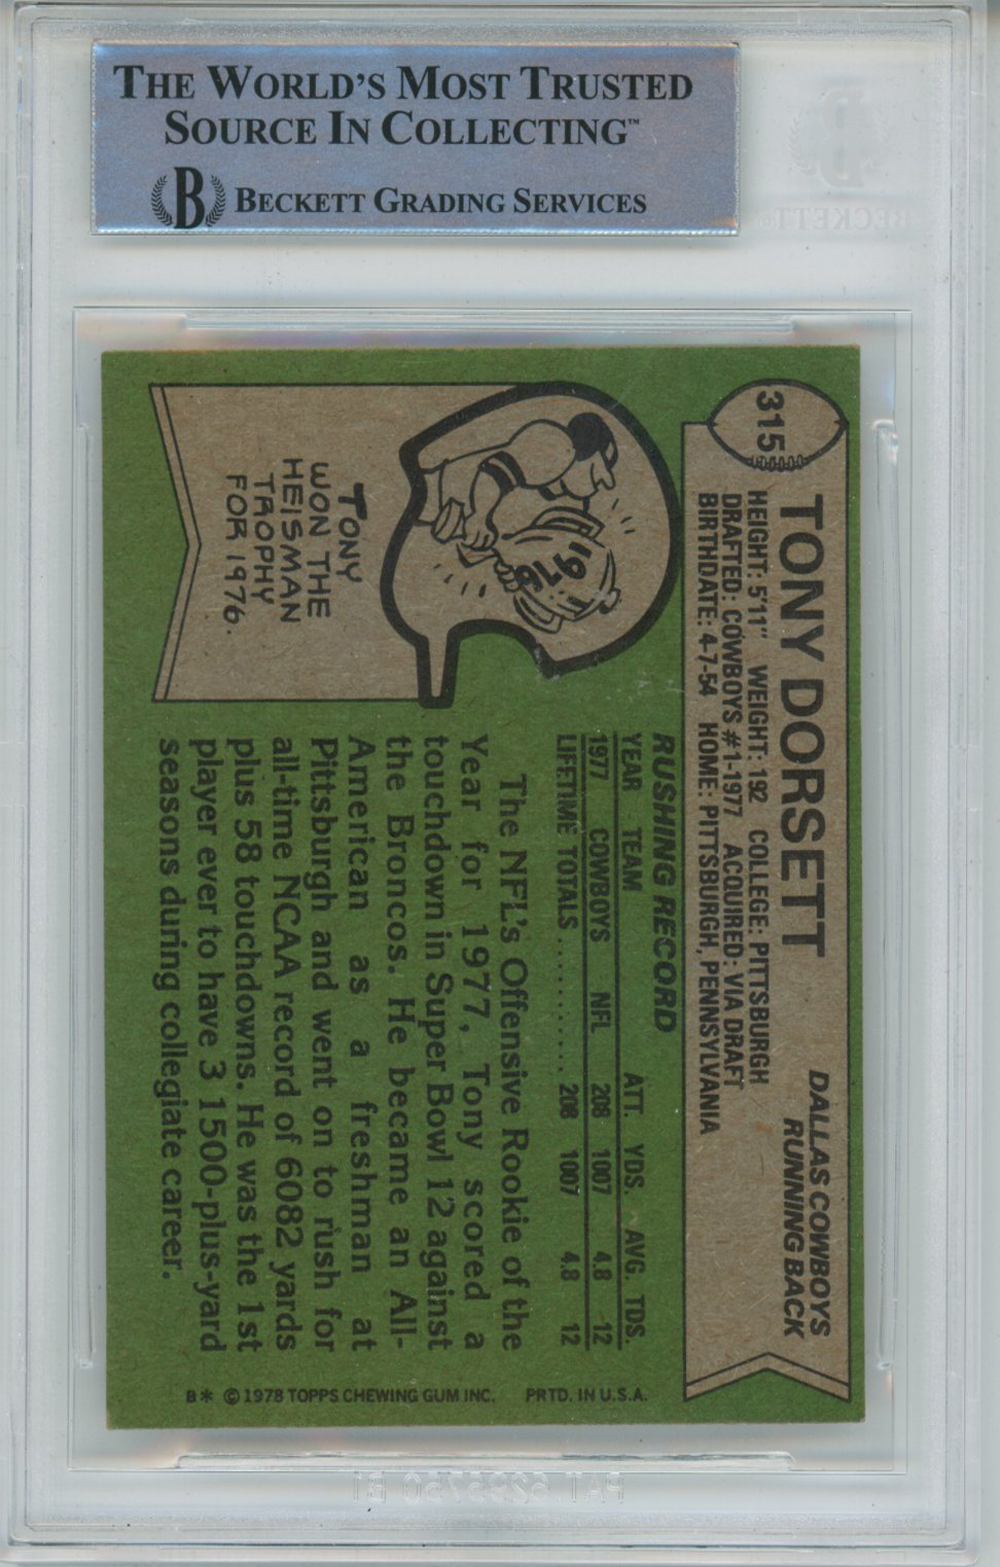 THE WORLD'S MOST TRUSTED
SOURCE IN COLLECTING™
B BECKETT GRADING SERVICES
315
TONY DORSETT
DALLAS COWBOYS
RUNNING BACK
HEIGHT: 5'11" WEIGHT: 192 COLLEGE: PITTSBURGH
DRAFTED: COWBOYS #1-1977 ACQUIRED: VIA DRAFT
BIRTHDATE: 4-7-54 HOME: PITTSBURGH, PENNSYLVANIA
1976
TONY
WON THE
HEISMAN
TROPHY
FOR 1976.
RUSHING RECORD
YEAR TEAM ATT. YDS. AVG. TDS.
1977 COWBOYS NFL 208 1007 4.8 12
LIFETIME TOTALS .......... 208 1007 4.8 12
The NFL's Offensive Rookie of the
Year for 1977, Tony scored a
touchdown in Super Bowl 12 against
the Broncos. He became an All-
American as a freshman at
Pittsburgh and went on to rush for
all-time NCAA record of 6082 yards
plus 58 touchdowns. He was the 1st
player ever to have 3 1500-plus-yard
seasons during collegiate career.
B* © 1978 TOPPS CHEWING GUM INC. PRTD. IN U.S.A.
BECKETT